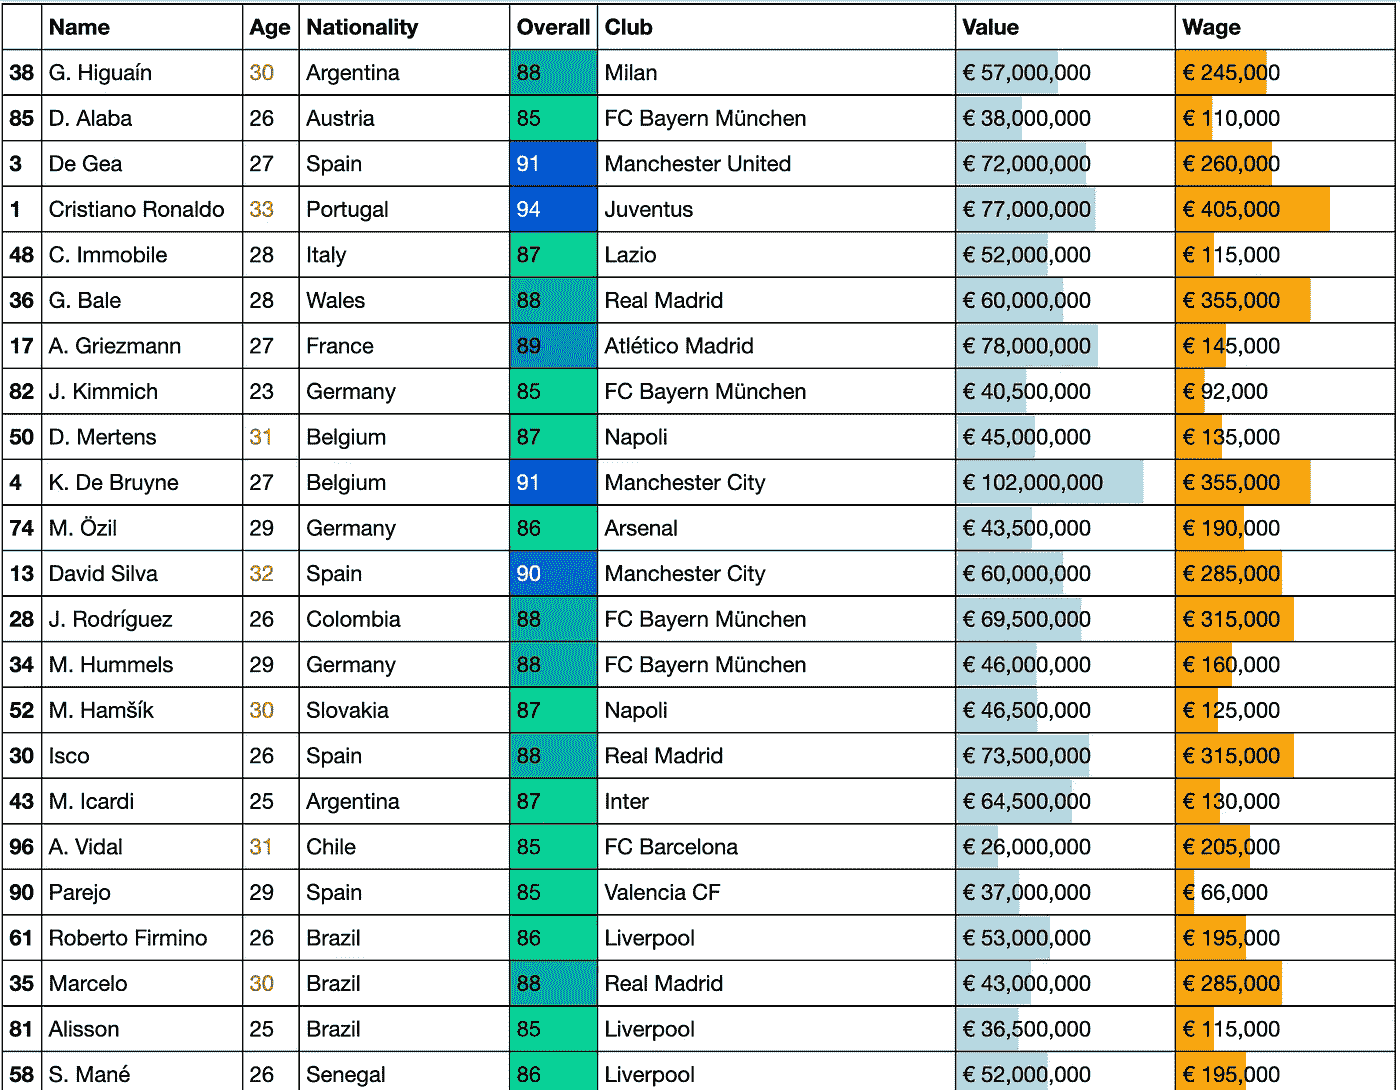 Name Age Nationality Overall Club Value Wage
38 G. Higuaín 30 Argentina 88 Milan € 57,000,000 € 245,000
85 D. Alaba 26 Austria 85 FC Bayern München € 38,000,000 € 110,000
3 De Gea 27 Spain 91 Manchester United € 72,000,000 € 260,000
1 Cristiano Ronaldo 33 Portugal 94 Juventus € 77,000,000 € 405,000
48 C. Immobile 28 Italy 87 Lazio € 52,000,000 € 115,000
36 G. Bale 28 Wales 88 Real Madrid € 60,000,000 € 355,000
17 A. Griezmann 27 France 89 Atlético Madrid € 78,000,000 € 145,000
82 J. Kimmich 23 Germany 85 FC Bayern München € 40,500,000 € 92,000
50 D. Mertens 31 Belgium 87 Napoli € 45,000,000 € 135,000
4 K. De Bruyne 27 Belgium 91 Manchester City € 102,000,000 € 355,000
74 M. Özil 29 Germany 86 Arsenal € 43,500,000 € 190,000
13 David Silva 32 Spain 90 Manchester City € 60,000,000 € 285,000
28 J. Rodríguez 26 Colombia 88 FC Bayern München € 69,500,000 € 315,000
34 M. Hummels 29 Germany 88 FC Bayern München € 46,000,000 € 160,000
52 M. Hamšík 30 Slovakia 87 Napoli € 46,500,000 € 125,000
30 Isco 26 Spain 88 Real Madrid € 73,500,000 € 315,000
43 M. Icardi 25 Argentina 87 Inter € 64,500,000 € 130,000
96 A. Vidal 31 Chile 85 FC Barcelona € 26,000,000 € 205,000
90 Parejo 29 Spain 85 Valencia CF € 37,000,000 € 66,000
61 Roberto Firmino 26 Brazil 86 Liverpool € 53,000,000 € 195,000
35 Marcelo 30 Brazil 88 Real Madrid € 43,000,000 € 285,000
81 Alisson 25 Brazil 85 Liverpool € 36,500,000 € 115,000
58 S. Mané 26 Senegal 86 Liverpool € 52,000,000 € 195,000